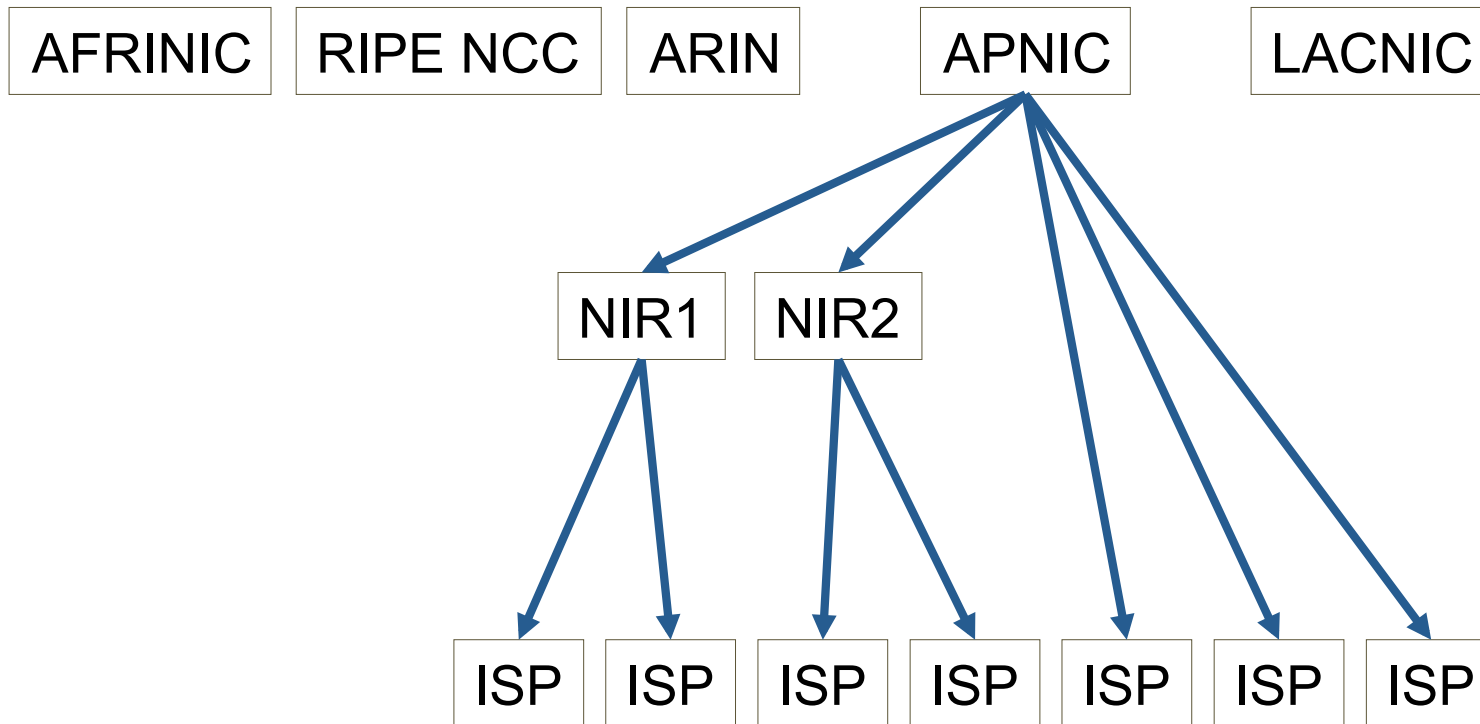 AFRINIC RIPE NCC ARIN APNIC LACNIC
NIR1 NIR2
ISP ISP ISP ISP ISP ISP ISP